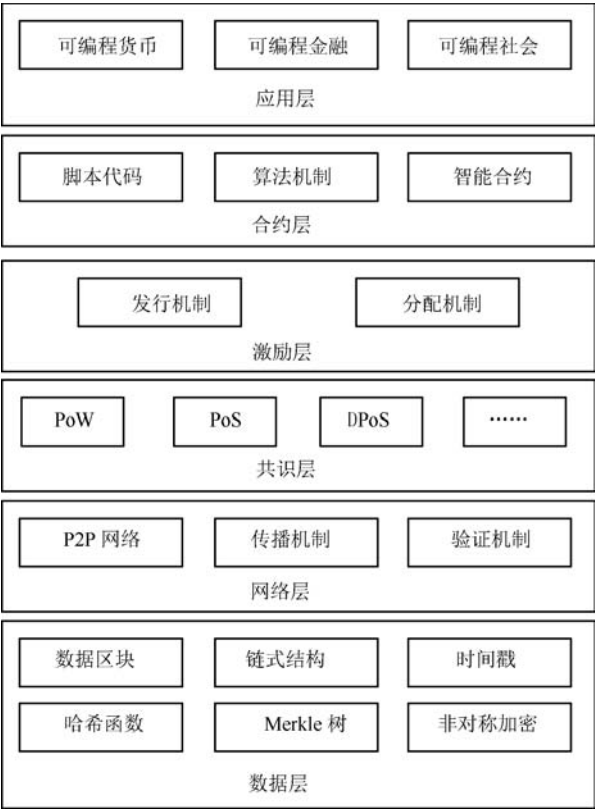 可编程货币 可编程金融 可编程社会
应用层
脚本代码 算法机制 智能合约
合约层
发行机制 分配机制
激励层
PoW PoS DPoS ……
共识层
P2P 网络 传播机制 验证机制
网络层
数据区块 链式结构 时间戳
哈希函数 Merkle 树 非对称加密
数据层